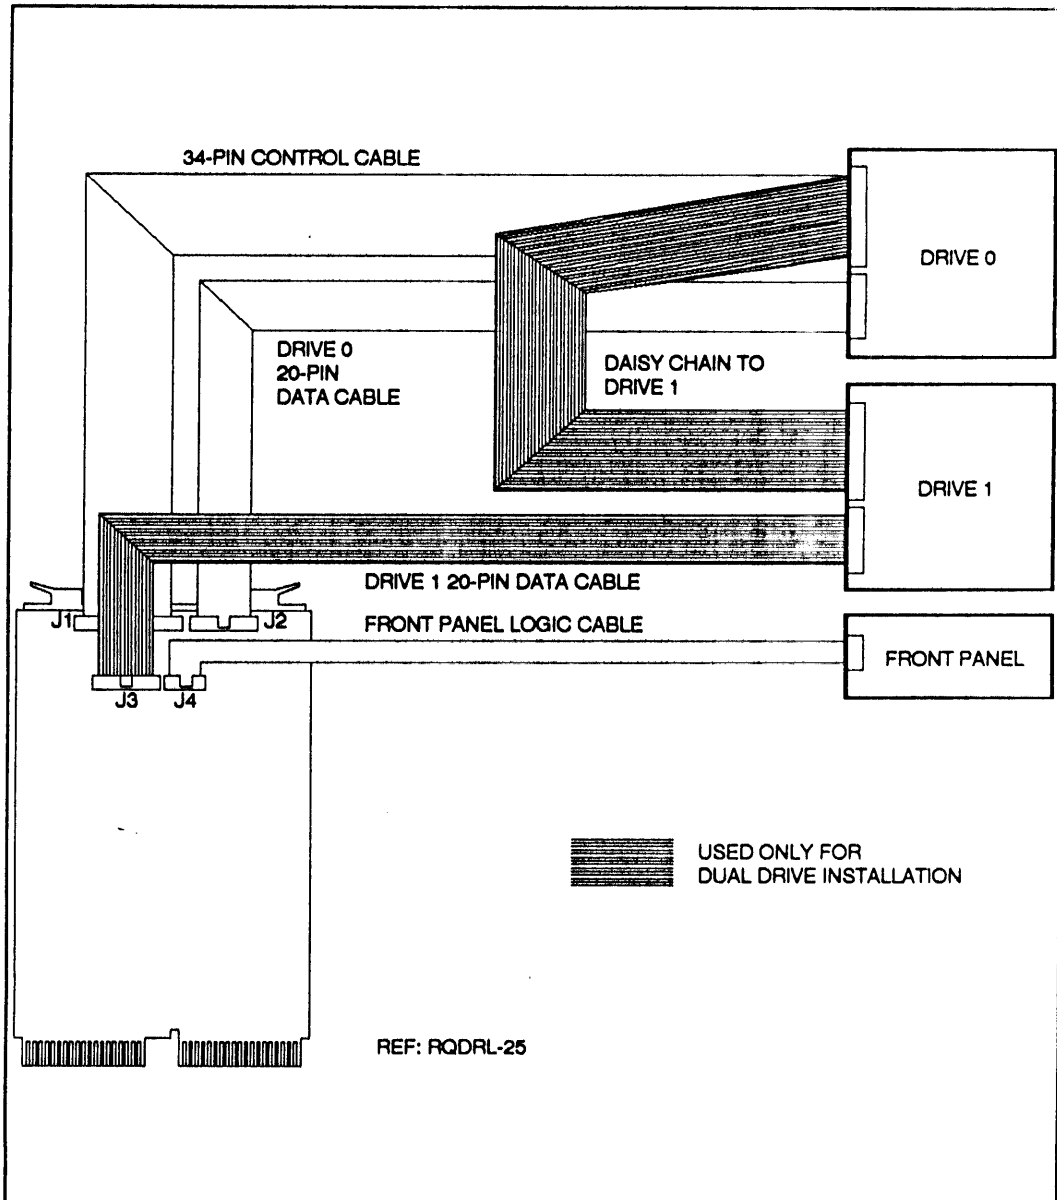 34-PIN CONTROL CABLE
DRIVE 0
DRIVE 0
20-PIN
DATA CABLE
DAISY CHAIN TO
DRIVE 1
DRIVE 1
DRIVE 1 20-PIN DATA CABLE
J1
J2
FRONT PANEL LOGIC CABLE
FRONT PANEL
J3
J4
USED ONLY FOR
DUAL DRIVE INSTALLATION
REF: RQDRL-25